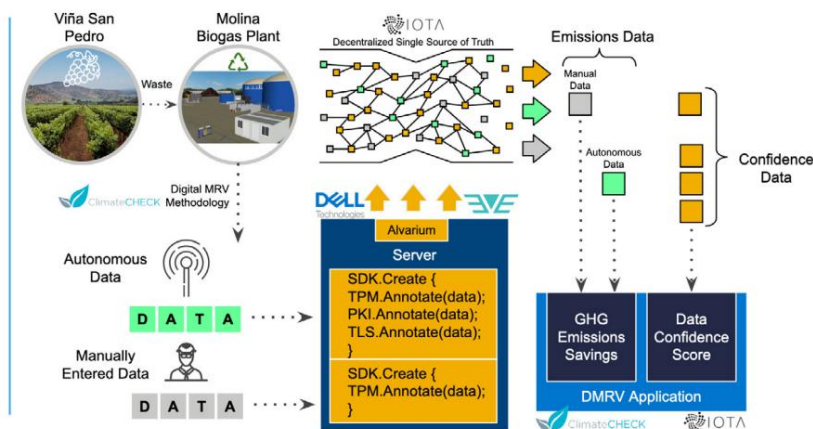 Viña San
Pedro
Molina
Biogas Plant
Waste
IOTA
Decentralized Single Source of Truth
Emissions Data
Manual
Data
Autonomous
Data
Confidence
Data
ClimateCHECK
Digital MRV
Methodology
Autonomous
Data
D A T A
Manually
Entered Data
D A T A
DELL
Technologies
Alvarium
Server
SDK.Create {
TPM.Annotate(data);
PKI.Annotate(data);
TLS.Annotate(data);
}
SDK.Create {
TPM.Annotate(data);
}
GHG
Emissions
Savings
Data
Confidence
Score
DMRV Application
ClimateCHECK
IOTA